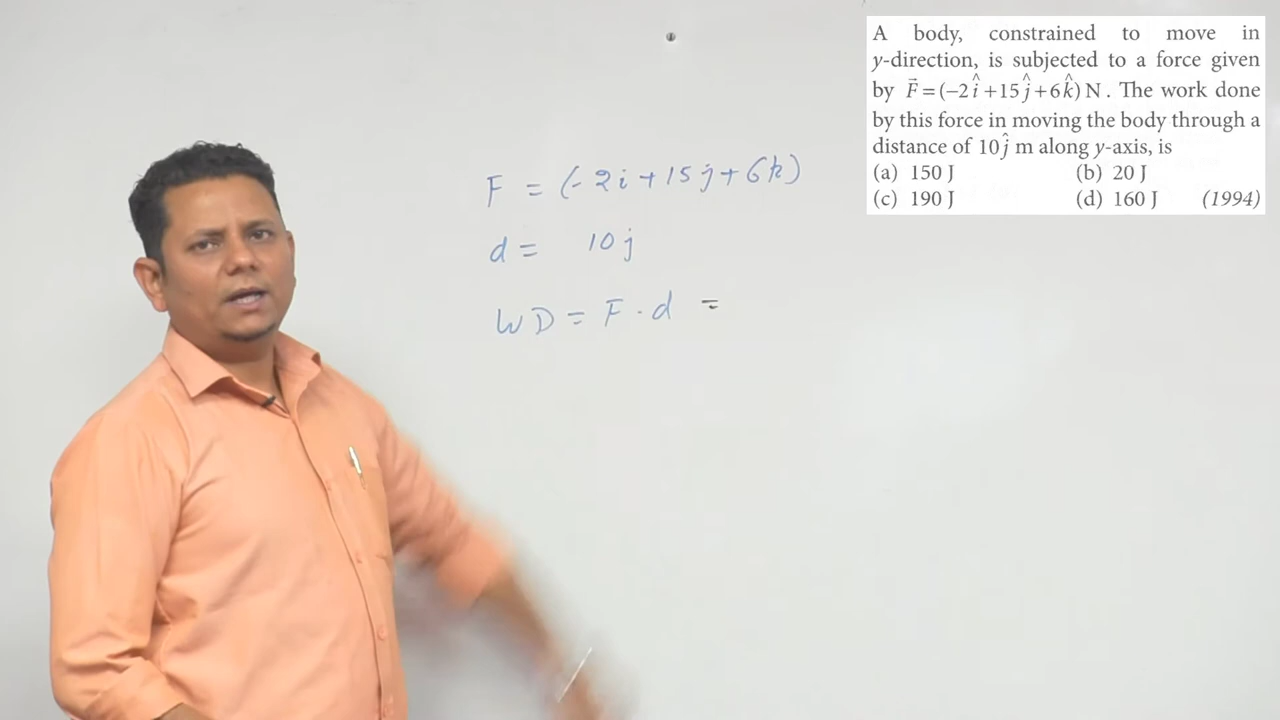 A body, constrained to move in
y-direction, is subjected to a force given
by F⃗ = (−2î + 15ĵ + 6k̂) N . The work done
by this force in moving the body through a
distance of 10ĵ m along y-axis, is
(a) 150 J (b) 20 J
(c) 190 J (d) 160 J (1994)
F = (-2i+15j+6k)
d = 10j
WD = F . d =